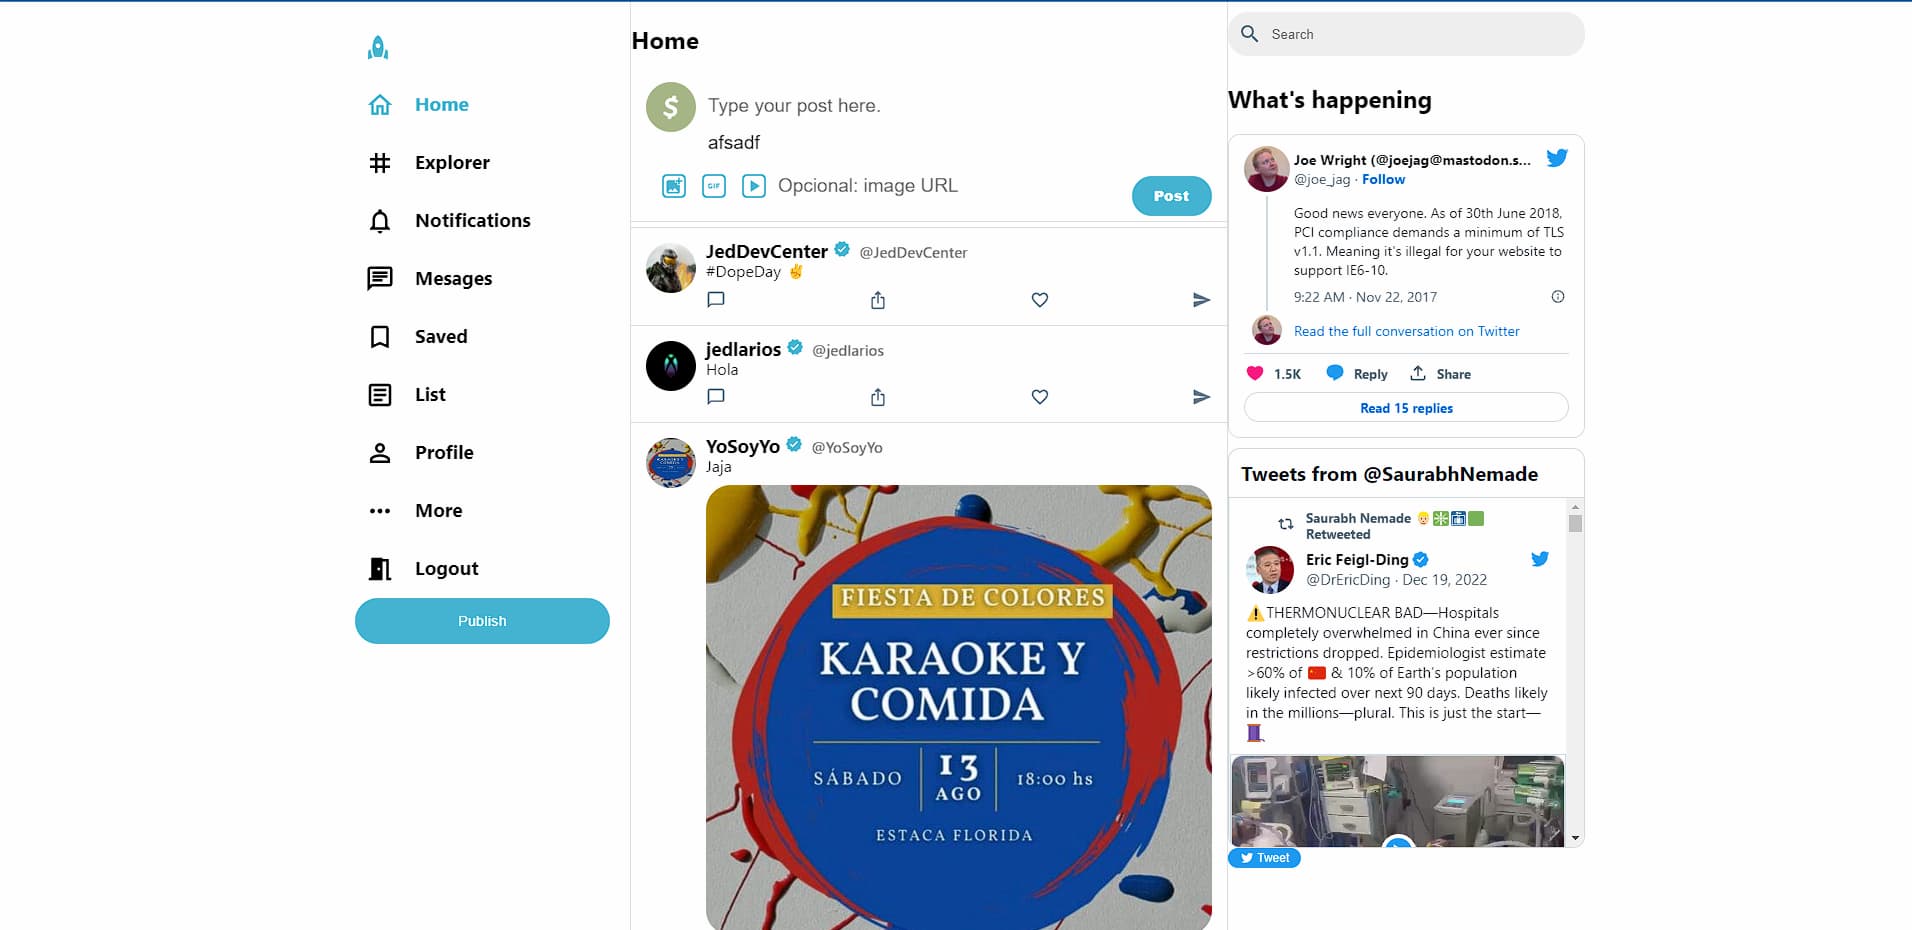 Home
Explorer
Notifications
Mesages
Saved
List
Profile
More
Logout
Publish
Home
$
Type your post here.
afsadf
GIF
Opcional: image URL
Post
JedDevCenter @JedDevCenter
#DopeDay ✌
jedlarios @jedlarios
Hola
YoSoyYo @YoSoyYo
Jaja
FIESTA DE COLORES
KARAOKE Y
COMIDA
SÁBADO
13
AGO
18:00 hs
ESTACA FLORIDA
Search
What's happening
Joe Wright (@joejag@mastodon.s...
@joe_jag · Follow
Good news everyone. As of 30th June 2018,
PCI compliance demands a minimum of TLS
v1.1. Meaning it's illegal for your website to
support IE6-10.
9:22 AM · Nov 22, 2017
Read the full conversation on Twitter
1.5K Reply Share
Read 15 replies
Tweets from @SaurabhNemade
Saurabh Nemade
Retweeted
Eric Feigl-Ding
@DrEricDing · Dec 19, 2022
⚠️THERMONUCLEAR BAD—Hospitals
completely overwhelmed in China ever since
restrictions dropped. Epidemiologist estimate
>60% of 🇨🇳 & 10% of Earth's population
likely infected over next 90 days. Deaths likely
in the millions—plural. This is just the start—
🧵
Tweet